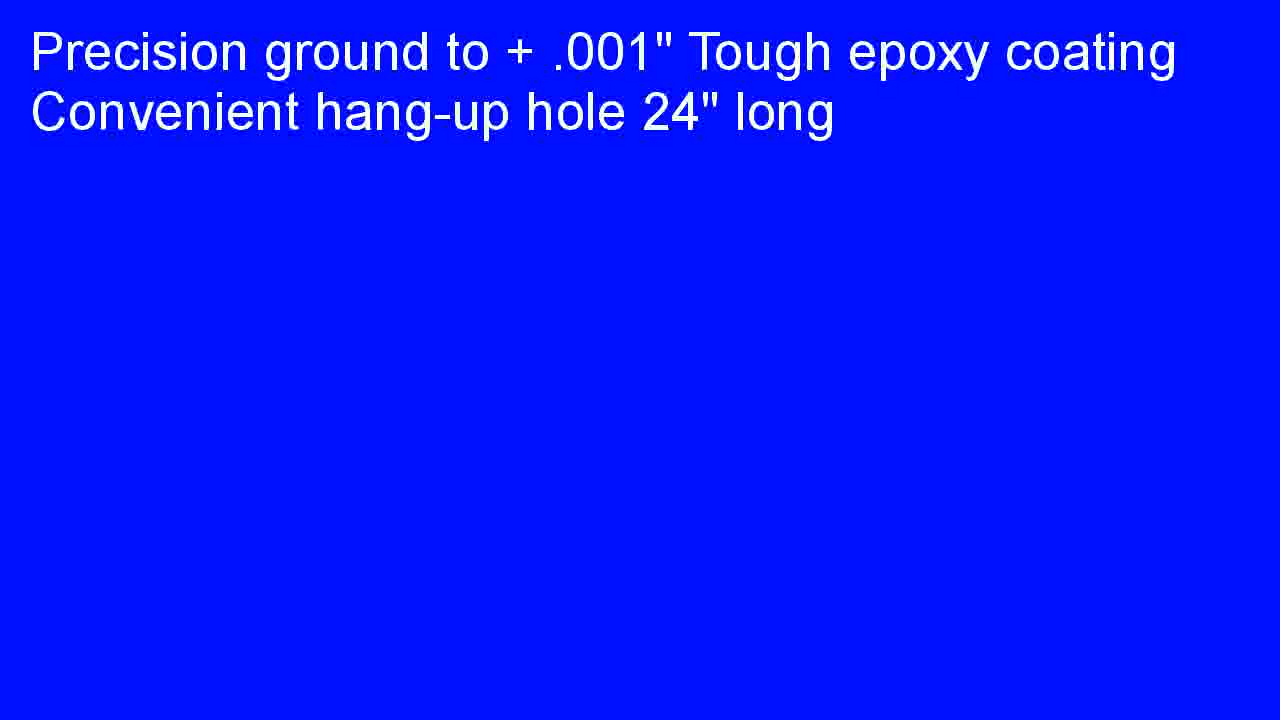 Precision ground to + .001" Tough epoxy coating
Convenient hang-up hole 24" long